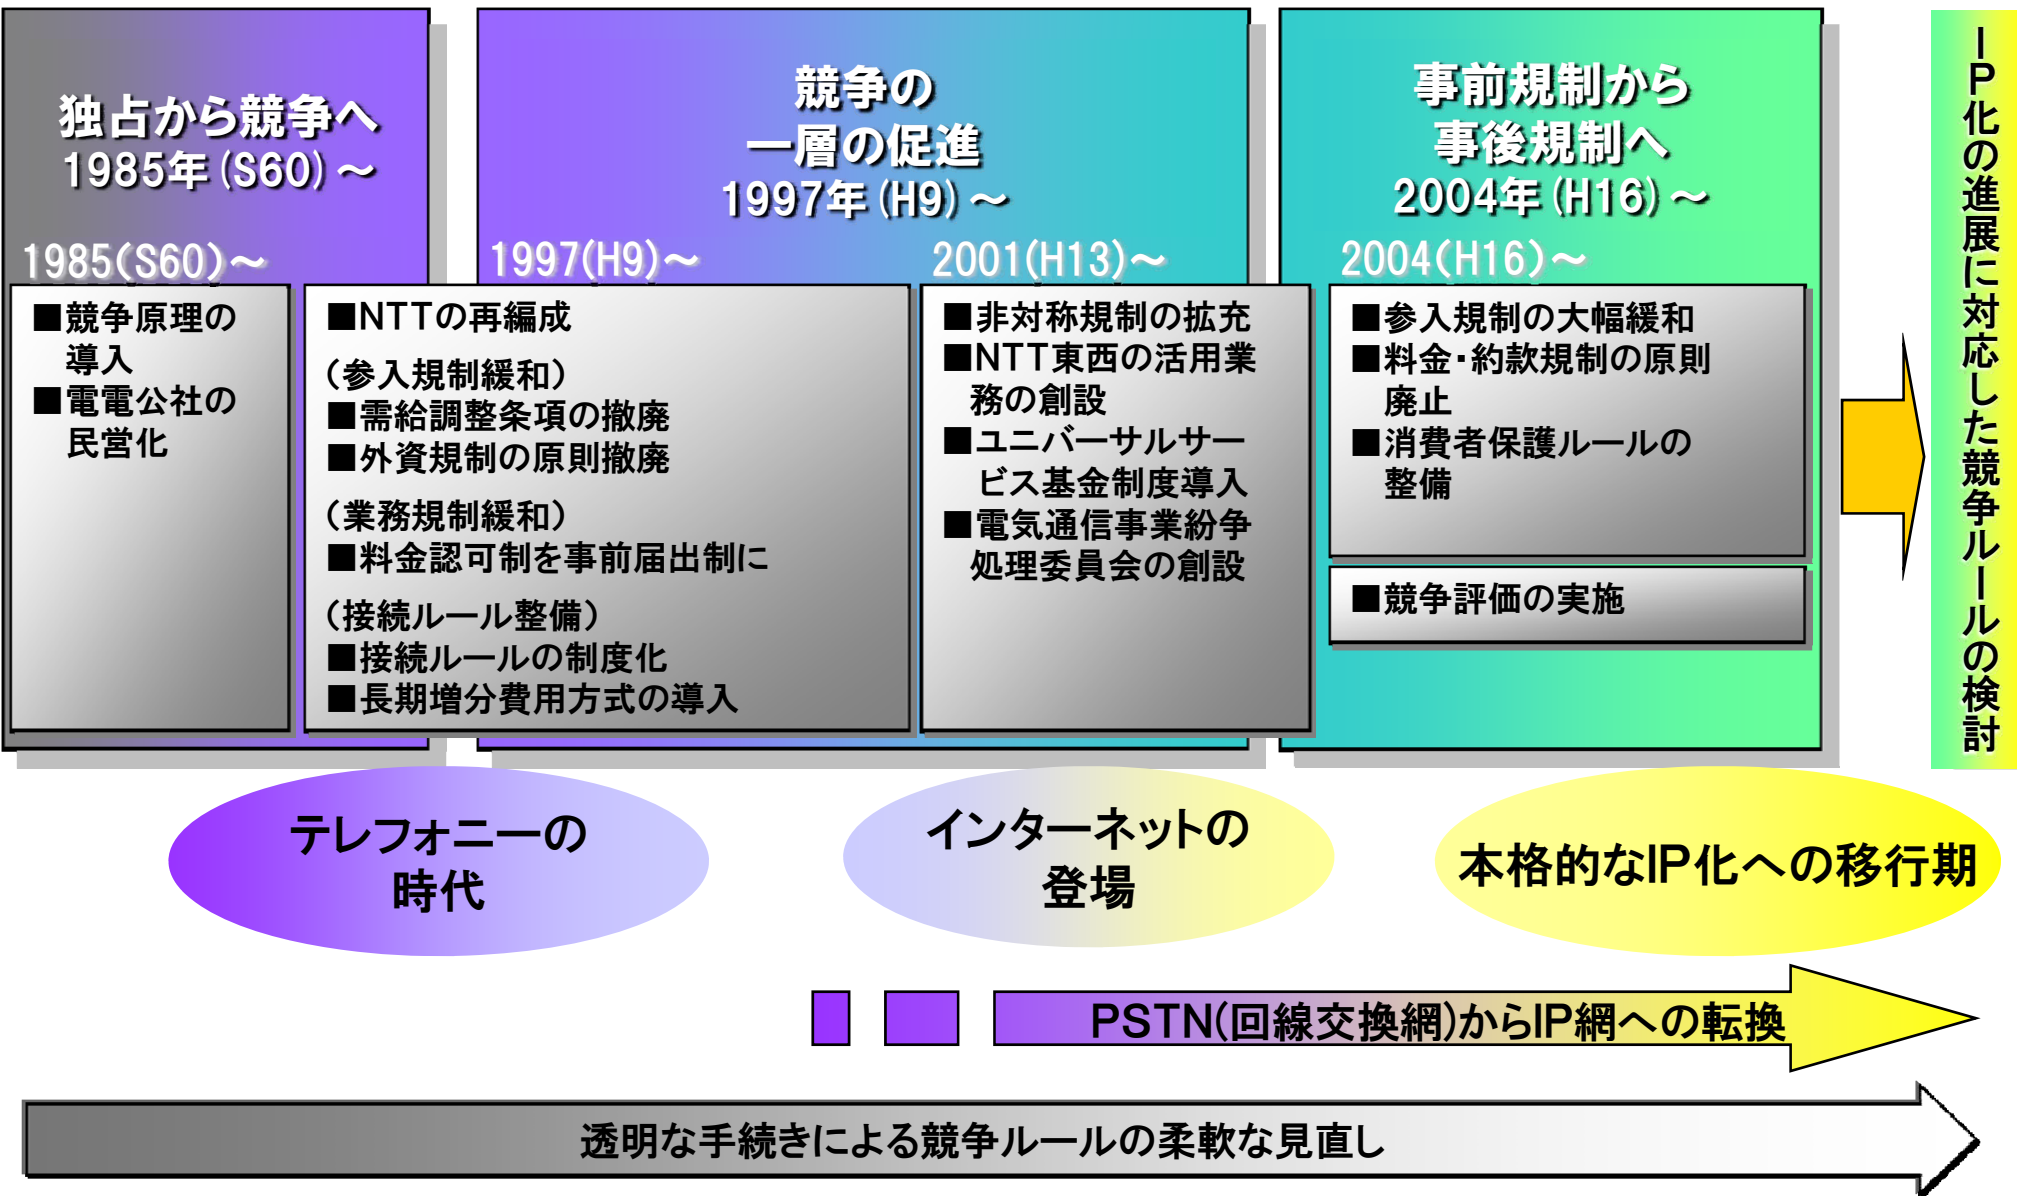 独占から競争へ
1985年(S60)～
競争の
一層の促進
1997年(H9)～
事前規制から
事後規制へ
2004年(H16)～
1985(S60)～
■競争原理の
導入
■電電公社の
民営化
1997(H9)～
■NTTの再編成
(参入規制緩和)
■需給調整条項の撤廃
■外資規制の原則撤廃
(業務規制緩和)
■料金認可制を事前届出制に
(接続ルール整備)
■接続ルールの制度化
■長期増分費用方式の導入
2001(H13)～
■非対称規制の拡充
■NTT東西の活用業
務の創設
■ユニバーサルサー
ビス基金制度導入
■電気通信事業紛争
処理委員会の創設
2004(H16)～
■参入規制の大幅緩和
■料金・約款規制の原則
廃止
■消費者保護ルールの
整備
■競争評価の実施
IP化の進展に対応した競争ルールの検討
テレフォニーの
時代
インターネットの
登場
本格的なIP化への移行期
PSTN(回線交換網)からIP網への転換
透明な手続きによる競争ルールの柔軟な見直し